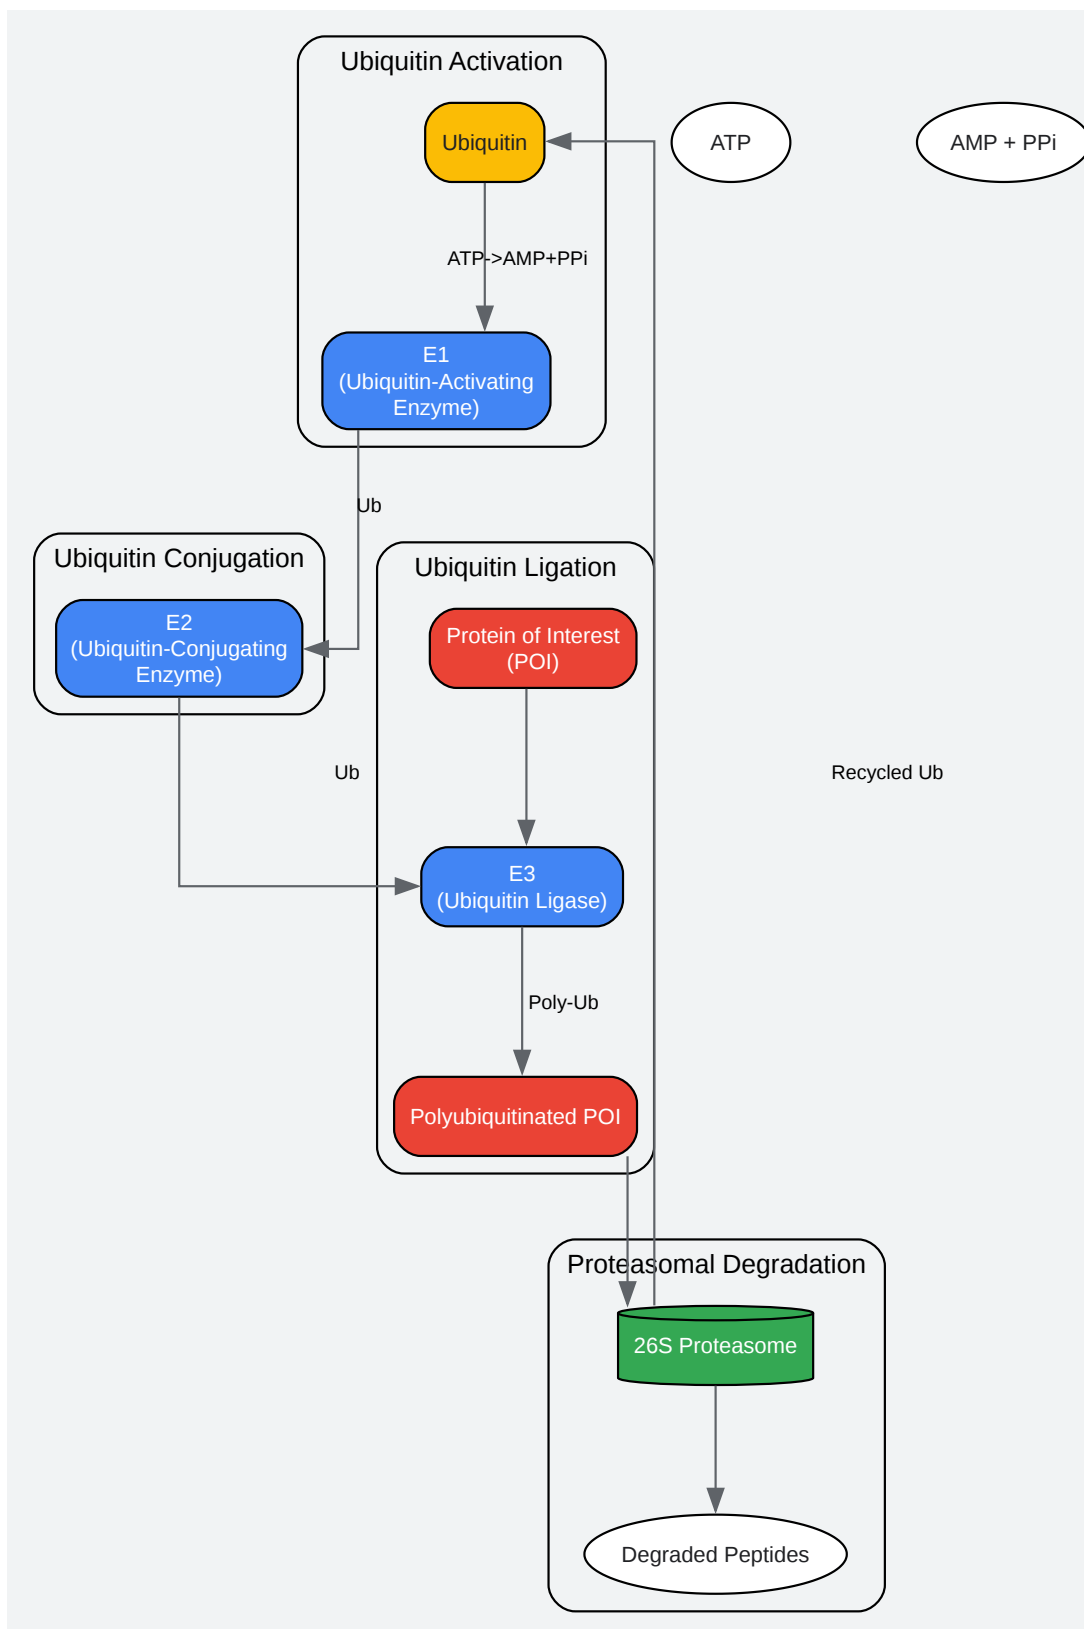 Ubiquitin Activation
Ubiquitin
ATP
AMP + PPi
ATP->AMP+PPi
E1
(Ubiquitin-Activating
Enzyme)
Ub
Ubiquitin Conjugation
E2
(Ubiquitin-Conjugating
Enzyme)
Ubiquitin Ligation
Protein of Interest
(POI)
Ub
Recycled Ub
E3
(Ubiquitin Ligase)
Poly-Ub
Polyubiquitinated POI
Proteasomal Degradation
26S Proteasome
Degraded Peptides